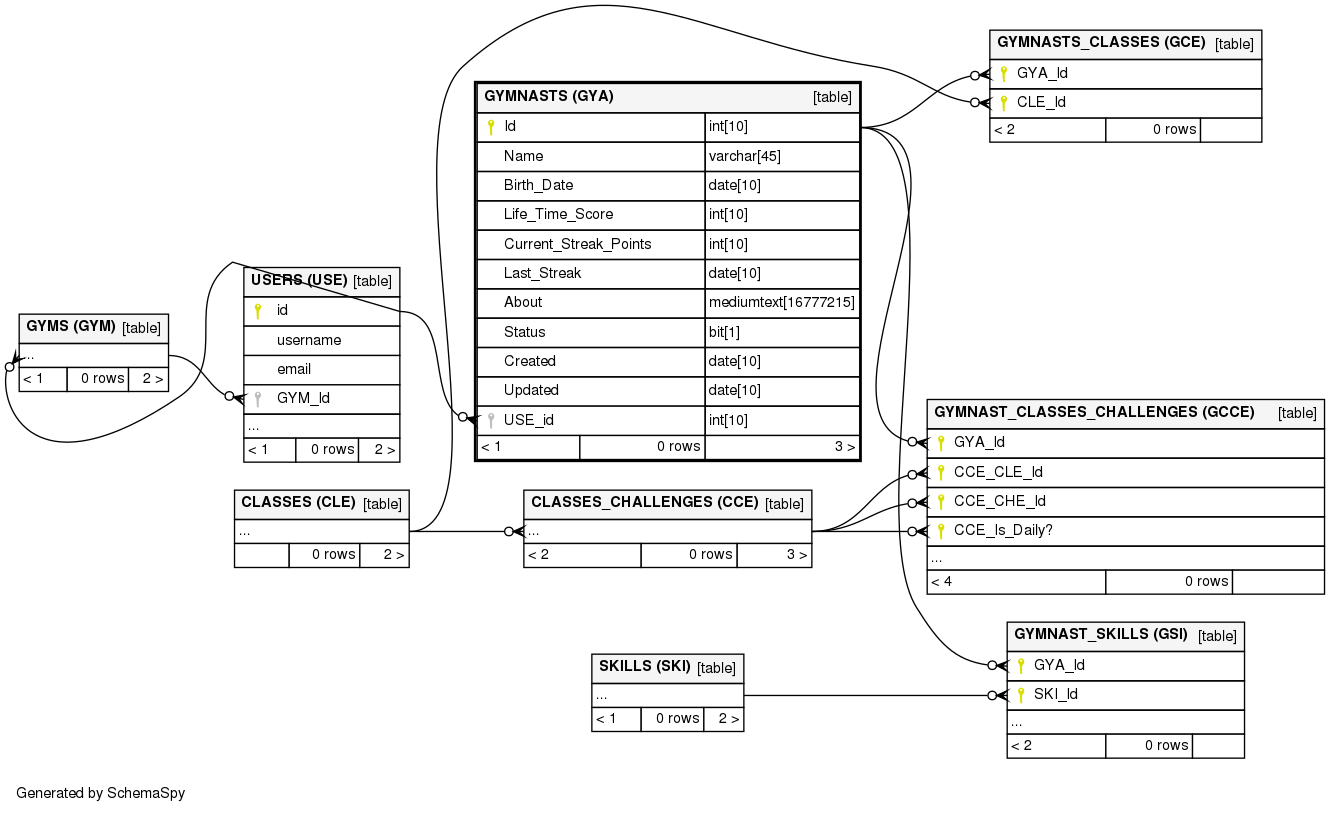 GYMNASTS_CLASSES (GCE) [table]
GYA_Id
CLE_Id
< 2 0 rows
GYMNASTS (GYA) [table]
Id int[10]
Name varchar[45]
Birth_Date date[10]
Life_Time_Score int[10]
Current_Streak_Points int[10]
Last_Streak date[10]
About mediumtext[16777215]
Status bit[1]
Created date[10]
Updated date[10]
USE_id int[10]
< 1 0 rows 3 >
USERS (USE) [table]
id
username
email
GYM_Id
...
< 1 0 rows 2 >
GYMS (GYM) [table]
...
< 1 0 rows 2 >
GYMNAST_CLASSES_CHALLENGES (GCCE) [table]
GYA_Id
CCE_CLE_Id
CCE_CHE_Id
CCE_Is_Daily?
...
< 4 0 rows
CLASSES (CLE) [table]
...
0 rows 2 >
CLASSES_CHALLENGES (CCE) [table]
...
< 2 0 rows 3 >
GYMNAST_SKILLS (GSI) [table]
GYA_Id
SKI_Id
...
< 2 0 rows
SKILLS (SKI) [table]
...
< 1 0 rows 2 >
Generated by SchemaSpy